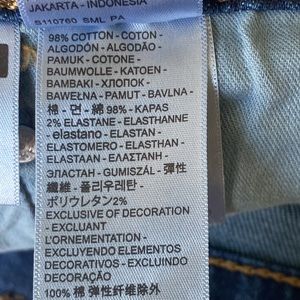 JAKARTA - INDONESIA
S110760 SML PA
98% COTTON - COTON -
ALGODÓN - ALGODÃO -
PAMUK - COTONE -
BAUMWOLLE - KATOEN -
BAMBAKI - ХЛОПОК -
BAWEŁNA - PAMUT - BAVLNA -
棉 - 면 - 綿 98% - KAPAS
2% ELASTANE - ELASTHANNE
- elastano - ELASTAN -
ELASTOMERO - ELASTHAN -
ELASTAAN - ΕΛΑΣΤΑΝΗ -
ЭЛАСТАН - GUMISZÁL - 彈性
纖維 - 폴리우레탄 -
ポリウレタン2%
EXCLUSIVE OF DECORATION
- EXCLUANT
L'ORNEMENTATION -
EXCLUYENDO ELEMENTOS
DECORATIVOS - EXCLUINDO
DECORAÇÃO
100% 棉 弹性纤维除外